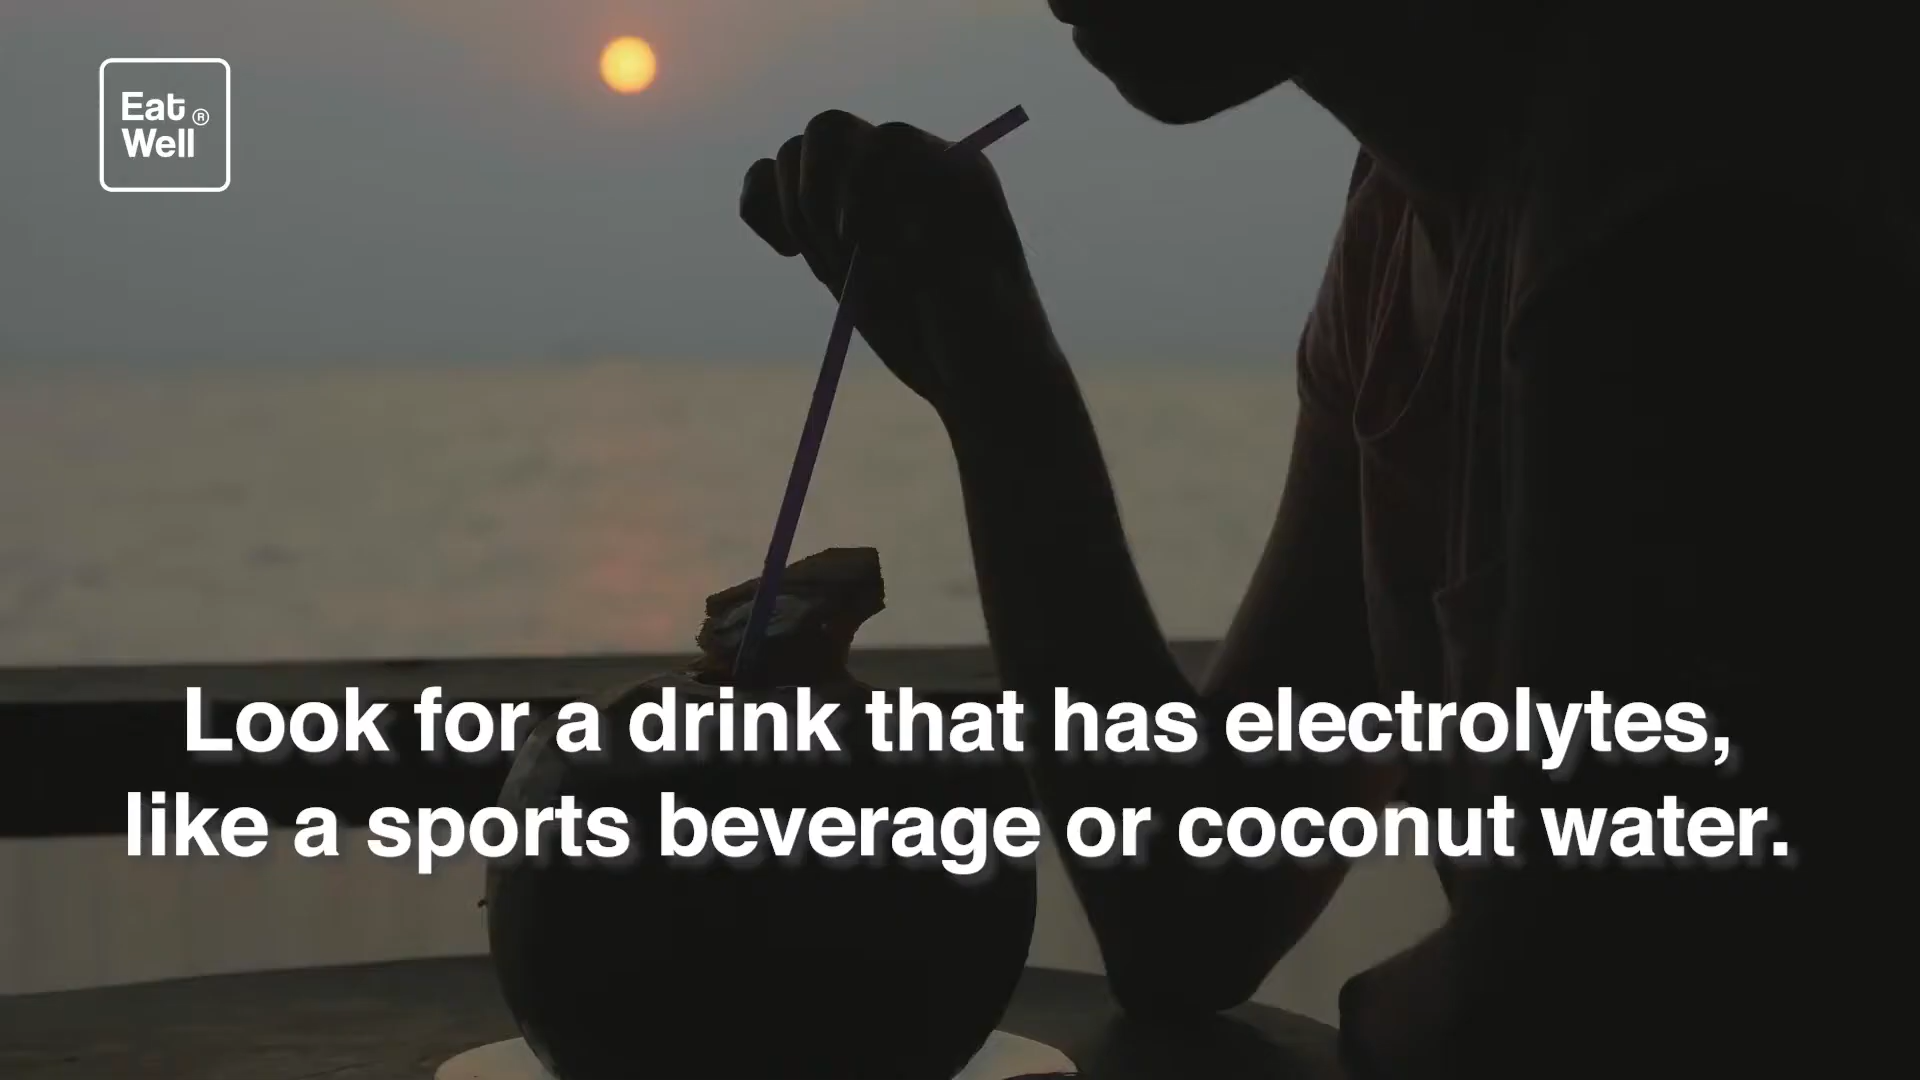 Eat
Well ®
Look for a drink that has electrolytes,
like a sports beverage or coconut water.